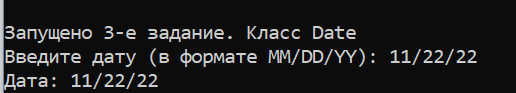 Запущено 3-е задание. Класс Date
Введите дату (в формате MM/DD/YY): 11/22/22
Дата: 11/22/22